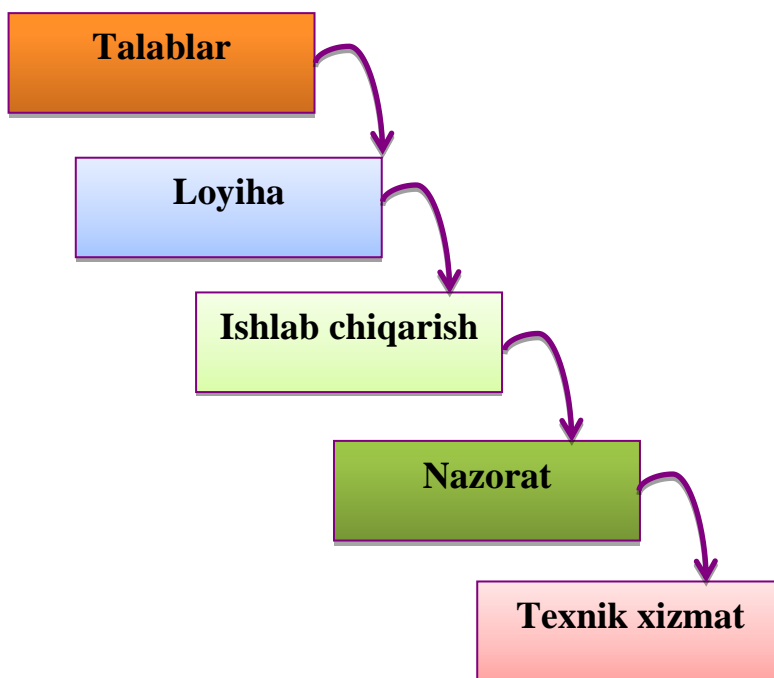 Talablar
Loyiha
Ishlab chiqarish
Nazorat
Texnik xizmat